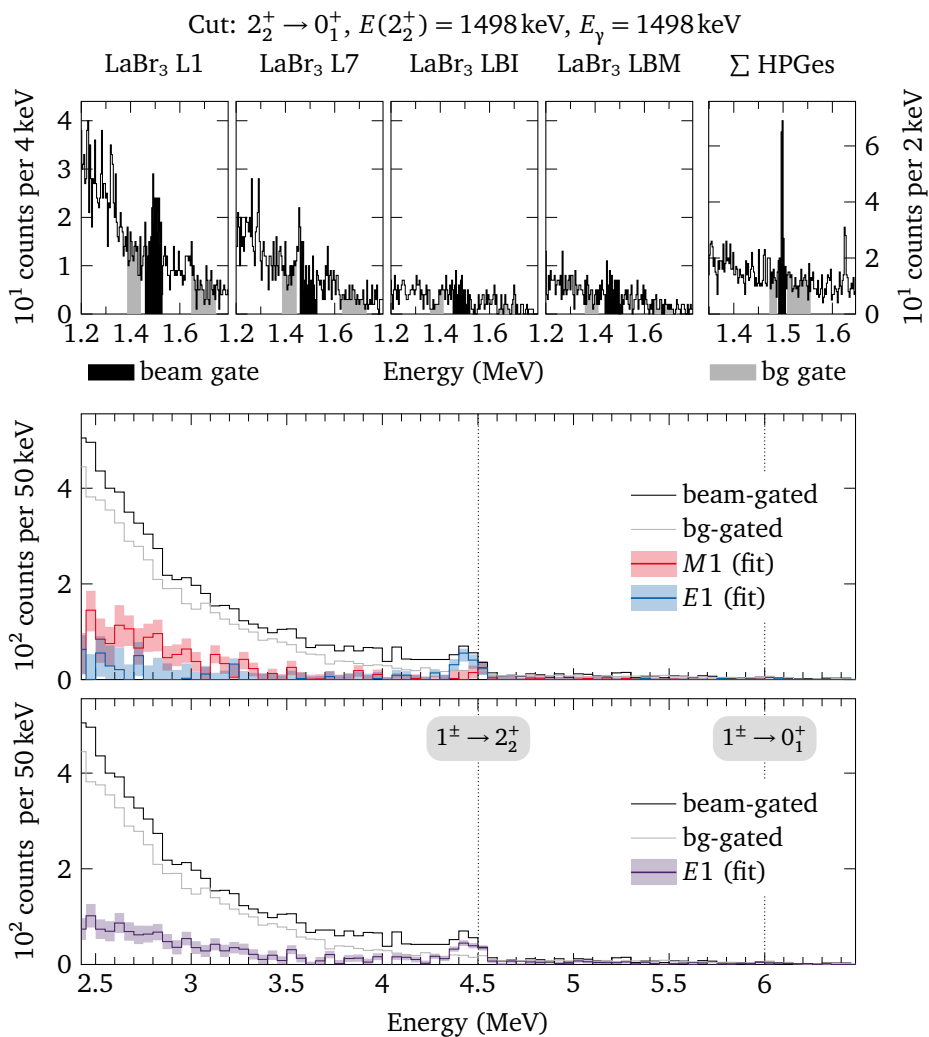 Cut: 2₂⁺ → 0₁⁺, E(2₂⁺) = 1498 keV, Eγ = 1498 keV
LaBr₃ L1 LaBr₃ L7 LaBr₃ LBI LaBr₃ LBM ∑ HPGes
10¹ counts per 4 keV
4
3
2
1
0
6
4
2
0
10¹ counts per 2 keV
1.2 1.4 1.6 1.2 1.4 1.6 1.2 1.4 1.6 1.2 1.4 1.6 1.4 1.5 1.6
beam gate Energy (MeV) bg gate
10² counts per 50 keV
4
2
0
beam-gated
bg-gated
M1 (fit)
E1 (fit)
10² counts per 50 keV
4
2
0
1± → 2₂⁺ 1± → 0₁⁺
beam-gated
bg-gated
E1 (fit)
2.5 3 3.5 4 4.5 5 5.5 6
Energy (MeV)